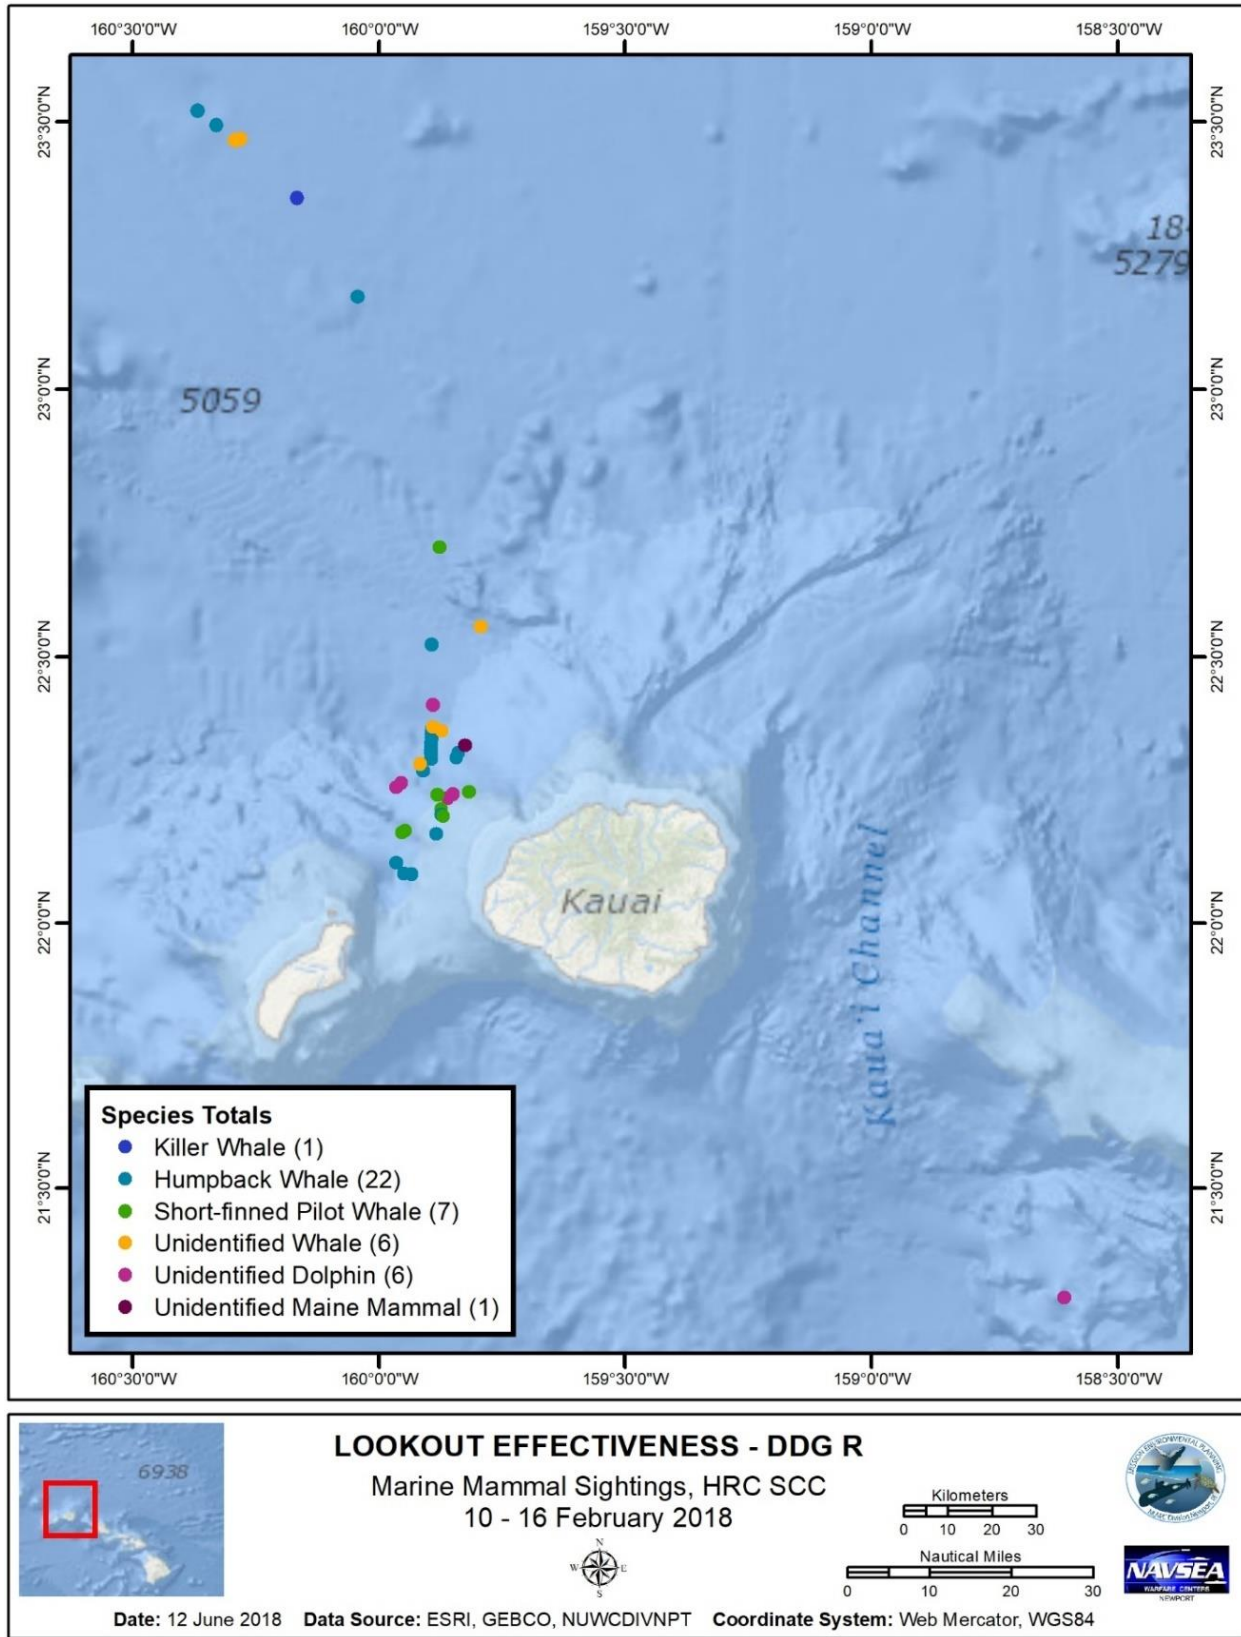 160°30'0"W 160°0'0"W 159°30'0"W 159°0'0"W 158°30'0"W
23°30'0"N
23°30'0"N
18
5279
23°0'0"N
5059
23°0'0"N
22°30'0"N
22°30'0"N
22°0'0"N
Kauai
Kaua'i Channel
22°0'0"N
21°30'0"N
21°30'0"N
Species Totals
Killer Whale (1)
Humpback Whale (22)
Short-finned Pilot Whale (7)
Unidentified Whale (6)
Unidentified Dolphin (6)
Unidentified Maine Mammal (1)
160°30'0"W 160°0'0"W 159°30'0"W 159°0'0"W 158°30'0"W
6938
LOOKOUT EFFECTIVENESS - DDG R
Marine Mammal Sightings, HRC SCC
10 - 16 February 2018
N
W E
S
Kilometers
0 5 10 20 30
Nautical Miles
0 10 20 30
NAVSEA
WARFARE CENTERS
NEWPORT
Date: 12 June 2018 Data Source: ESRI, GEBCO, NUWCDIVNPT Coordinate System: Web Mercator, WGS84